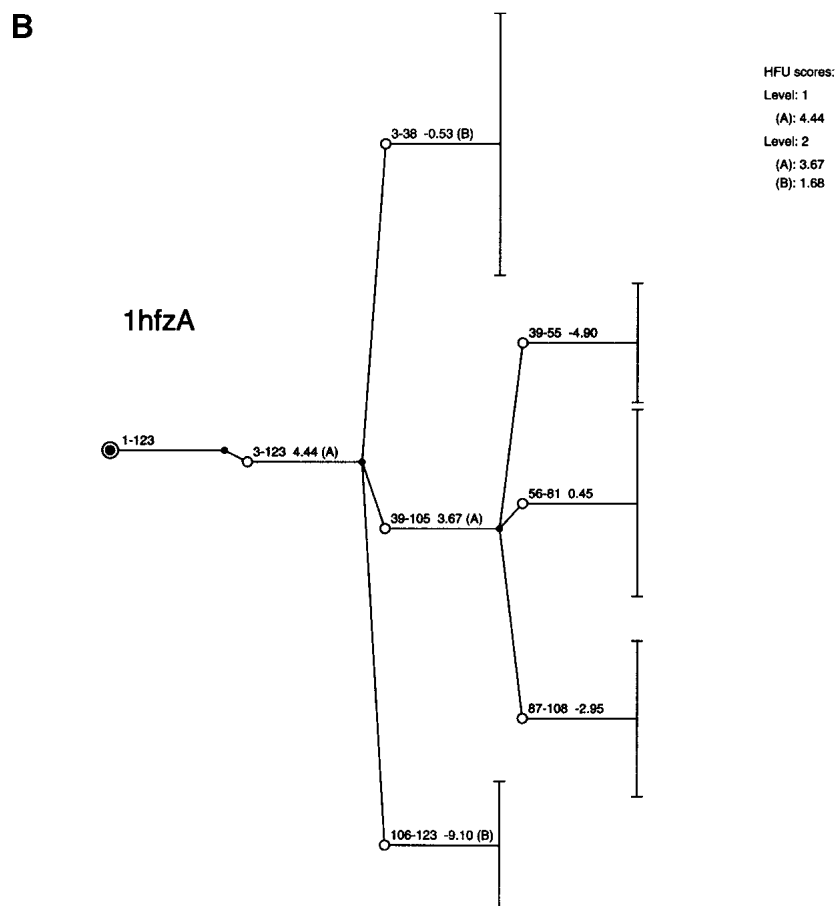 B
HFU scores:
Level: 1
(A): 4.44
Level: 2
(A): 3.67
(B): 1.68
3-38 -0.53 (B)
1hfzA
39-55 -4.90
1-123
3-123 4.44 (A)
56-81 0.45
39-105 3.67 (A)
87-108 -2.95
106-123 -9.10 (B)